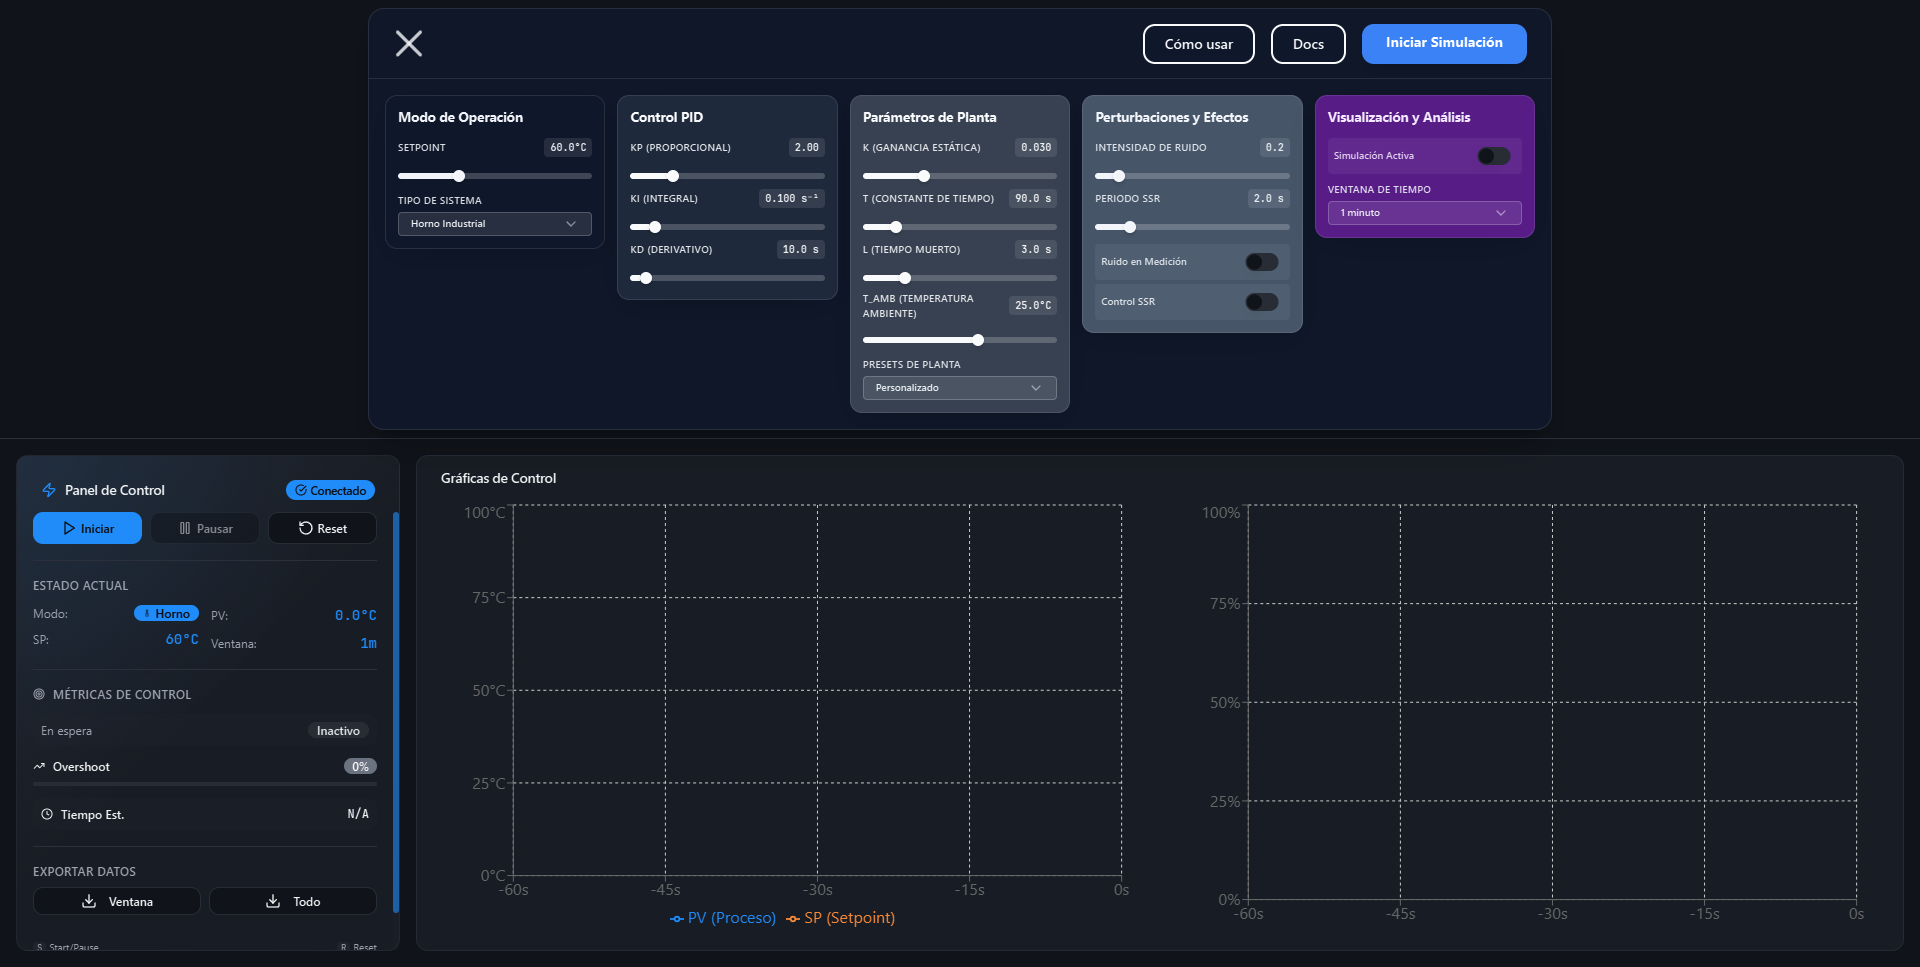 Cómo usar
Docs
Iniciar Simulación
Modo de Operación
SETPOINT
60.0°C
TIPO DE SISTEMA
Horno Industrial
Control PID
KP (PROPORCIONAL)
2.00
KI (INTEGRAL)
0.100 s⁻¹
KD (DERIVATIVO)
10.0 s
Parámetros de Planta
K (GANANCIA ESTÁTICA)
0.030
T (CONSTANTE DE TIEMPO)
90.0 s
L (TIEMPO MUERTO)
3.0 s
T_AMB (TEMPERATURA
AMBIENTE)
25.0°C
PRESETS DE PLANTA
Personalizado
Perturbaciones y Efectos
INTENSIDAD DE RUIDO
0.2
PERIODO SSR
2.0 s
Ruido en Medición
Control SSR
Visualización y Análisis
Simulación Activa
VENTANA DE TIEMPO
1 minuto
Panel de Control
Conectado
Iniciar
Pausar
Reset
ESTADO ACTUAL
Modo:
Horno
PV:
0.0°C
SP:
60°C
Ventana:
1m
MÉTRICAS DE CONTROL
En espera
Inactivo
Overshoot
0%
Tiempo Est.
N/A
EXPORTAR DATOS
Ventana
Todo
S Start/Pause
R Reset
Gráficas de Control
100°C
75°C
50°C
25°C
0°C
-60s
-45s
-30s
-15s
0s
PV (Proceso)
SP (Setpoint)
100%
75%
50%
25%
0%
-60s
-45s
-30s
-15s
0s